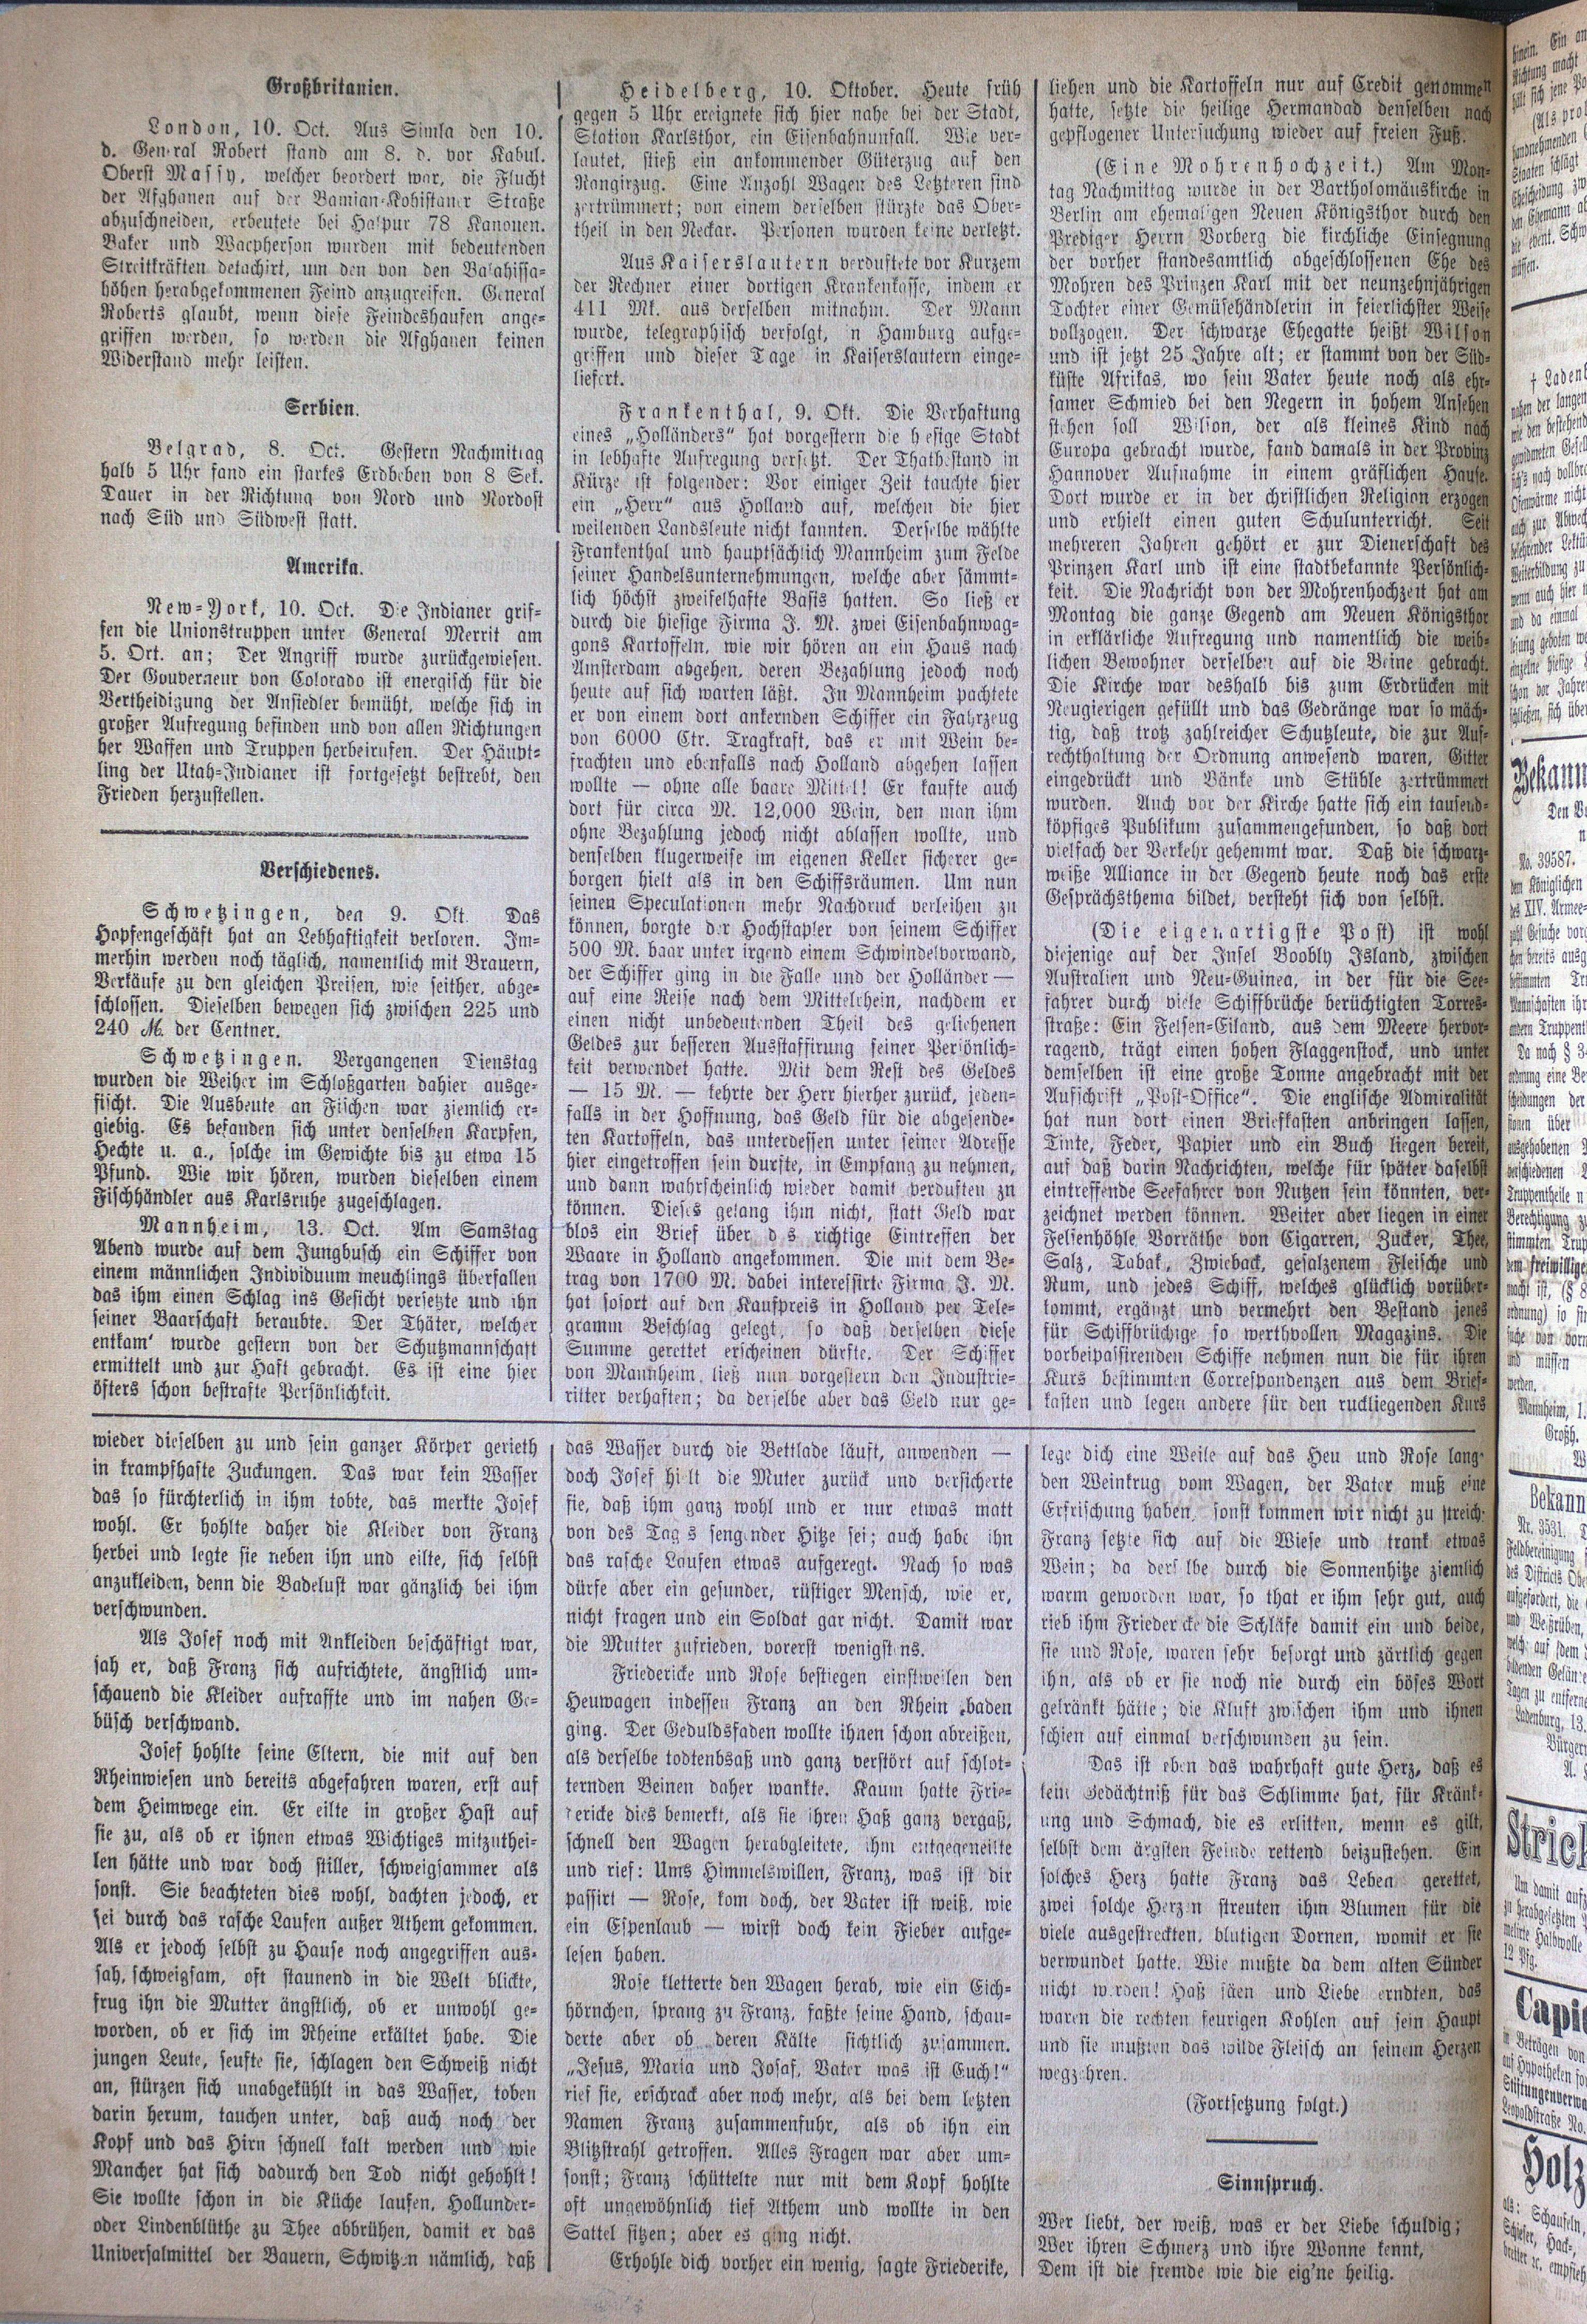 Großbritanien.
London, 10. Oct. Aus Simla den 10.
d. General Robert stand am 8. d. vor Kabul.
Oberst Massy, welcher beordert war, die Flucht
der Afghanen auf der Bamian-Kohistaner Straße
abzuschneiden, erbeutete bei Halpur 78 Kanonen.
Baker und Macpherson wurden mit bedeutenden
Streitkräften detachirt, um den von den Balahissa-
höhen herabgekommenen Feind anzugreifen. General
Roberts glaubt, wenn diese Feindeshaufen ange-
griffen werden, so werden die Afghanen keinen
Widerstand mehr leisten.
Serbien.
Belgrad, 8. Oct. Gestern Nachmittag
halb 5 Uhr fand ein starkes Erdbeben von 8 Sek.
Dauer in der Richtung von Nord und Nordost
nach Süd und Südwest statt.
Amerika.
New-York, 10. Oct. Die Indianer grif-
fen die Unionstruppen unter General Merrit am
5. Ort. an; Der Angriff wurde zurückgewiesen.
Der Gouverneur von Colorado ist energisch für die
Vertheidigung der Ansiedler bemüht, welche sich in
großer Aufregung befinden und von allen Richtungen
her Waffen und Truppen herbeirufen. Der Häupt-
ling der Utah-Indianer ist fortgesetzt bestrebt, den
Frieden herzustellen.
Verschiedenes.
Schwetzingen, den 9. Okt. Das
Hopfengeschäft hat an Lebhaftigkeit verloren. Im-
merhin werden noch täglich, namentlich mit Brauern,
Verkäufe zu den gleichen Preisen, wie seither, abge-
schlossen. Dieselben bewegen sich zwischen 225 und
240 M. der Centner.
Schwetzingen. Vergangenen Dienstag
wurden die Weiher im Schloßgarten dahier ausge-
fischt. Die Ausbeute an Fischen war ziemlich er-
giebig. Es befanden sich unter denselben Karpfen,
Hechte u. a., solche im Gewichte bis zu etwa 15
Pfund. Wie wir hören, wurden dieselben einem
Fischhändler aus Karlsruhe zugeschlagen.
Mannheim, 13. Oct. Am Samstag
Abend wurde auf dem Jungbusch ein Schiffer von
einem männlichen Individuum meuchlings überfallen
das ihm einen Schlag ins Gesicht versetzte und ihn
seiner Baarschaft beraubte. Der Thäter, welcher
entkam' wurde gestern von der Schutzmannschaft
ermittelt und zur Haft gebracht. Es ist eine hier
öfters schon bestrafte Persönlichkeit.
Heidelberg, 10. Oktober. Heute früh
gegen 5 Uhr ereignete sich hier nahe bei der Stadt,
Station Karlsthor, ein Eisenbahnunfall. Wie ver-
lautet, stieß ein ankommender Güterzug auf den
Rangirzug. Eine Anzahl Wagen des Letzteren sind
zertrümmert; von einem derselben stürzte das Ober-
theil in den Neckar. Personen wurden keine verletzt.
Aus Kaiserslautern verduftete vor Kurzem
der Rechner einer dortigen Krankenkasse, indem er
411 Mk. aus derselben mitnahm. Der Mann
wurde, telegraphisch verfolgt, in Hamburg aufge-
griffen und dieser Tage in Kaiserslautern einge-
liefert.
Frankenthal, 9. Okt. Die Verhaftung
eines „Holländers“ hat vorgestern die hiesige Stadt
in lebhafte Aufregung versetzt. Der Thatbestand in
Kürze ist folgender: Vor einiger Zeit tauchte hier
ein „Herr“ aus Holland auf, welchen die hier
weilenden Landsleute nicht kannten. Derselbe wählte
Frankenthal und hauptsächlich Mannheim zum Felde
seiner Handelsunternehmungen, welche aber sämmt-
lich höchst zweifelhafte Basis hatten. So ließ er
durch die hiesige Firma J. M. zwei Eisenbahnwag-
gons Kartoffeln, wie wir hören an ein Haus nach
Amsterdam abgehen, deren Bezahlung jedoch noch
heute auf sich warten läßt. In Mannheim pachtete
er von einem dort ankernden Schiffer ein Fahrzeug
von 6000 Ctr. Tragkraft, das er mit Wein be-
frachten und ebenfalls nach Holland abgehen lassen
wollte — ohne alle baare Mittel! Er kaufte auch
dort für circa M. 12,000 Wein, den man ihm
ohne Bezahlung jedoch nicht ablassen wollte, und
denselben klugerweise im eigenen Keller sicherer ge-
borgen hielt als in den Schiffsräumen. Um nun
seinen Speculationen mehr Nachdruck verleihen zu
können, borgte der Hochstapler von seinem Schiffer
500 M. baar unter irgend einem Schwindelvorwand,
der Schiffer ging in die Falle und der Holländer —
auf eine Reise nach dem Mittelrhein, nachdem er
einen nicht unbedeutenden Theil des geliehenen
Geldes zur besseren Ausstaffirung seiner Persönlich-
keit verwendet hatte. Mit dem Rest des Geldes
— 15 M. — kehrte der Herr hierher zurück, jeden-
falls in der Hoffnung, das Geld für die abgesende-
ten Kartoffeln, das unterdessen unter seiner Adresse
hier eingetroffen sein durfte, in Empfang zu nehmen,
und dann wahrscheinlich wieder damit verduften zu
können. Dieses gelang ihm nicht, statt Geld war
blos ein Brief über d s richtige Eintreffen der
Waare in Holland angekommen. Die mit dem Be-
trag von 1700 M. dabei interessirte Firma J. M.
hat sofort auf den Kaufpreis in Holland per Tele-
gramm Beschlag gelegt, so daß derselben diese
Summe gerettet erscheinen dürfte. Der Schiffer
von Mannheim ließ nun vorgestern den Industrie-
ritter verhaften; da derselbe aber das Geld nur ge-
liehen und die Kartoffeln nur auf Credit genommen
hatte, setzte die heilige Hermandad denselben nach
gepflogener Untersuchung wieder auf freien Fuß.
(Eine Mohrenhochzeit.) Am Mon-
tag Nachmittag wurde in der Bartholomäuskirche in
Berlin am ehemaligen Neuen Königsthor durch den
Prediger Herrn Vorberg die kirchliche Einsegnung
der vorher standesamtlich abgeschlossenen Ehe des
Mohren des Prinzen Karl mit der neunzehnjährigen
Tochter einer Gemüsehändlerin in feierlichster Weise
vollzogen. Der schwarze Ehegatte heißt Wilson
und ist jetzt 25 Jahre alt; er stammt von der Süd-
küste Afrikas, wo sein Vater heute noch als ehr-
samer Schmied bei den Negern in hohem Ansehen
stehen soll Wilson, der als kleines Kind nach
Europa gebracht wurde, fand damals in der Provinz
Hannover Aufnahme in einem gräflichen Hause.
Dort wurde er in der christlichen Religion erzogen
und erhielt einen guten Schulunterricht. Seit
mehreren Jahren gehört er zur Dienerschaft des
Prinzen Karl und ist eine stadtbekannte Persönlich-
keit. Die Nachricht von der Mohrenhochzeit hat am
Montag die ganze Gegend am Neuen Königsthor
in erklärliche Aufregung und namentlich die weib-
lichen Bewohner derselben auf die Beine gebracht.
Die Kirche war deshalb bis zum Erdrücken mit
Neugierigen gefüllt und das Gedränge war so mäch-
tig, daß trotz zahlreicher Schutzleute, die zur Auf-
rechthaltung der Ordnung anwesend waren, Gitter
eingedrückt und Bänke und Stühle zertrümmert
wurden. Auch vor der Kirche hatte sich ein tausend-
köpfiges Publikum zusammengefunden, so daß dort
vielfach der Verkehr gehemmt war. Daß die schwarz-
weiße Alliance in der Gegend heute noch das erste
Gesprächsthema bildet, versteht sich von selbst.
(Die eigenartigste Post) ist wohl
diejenige auf der Insel Boobly Island, zwischen
Australien und Neu-Guinea, in der für die See-
fahrer durch viele Schiffbrüche berüchtigten Torres-
straße: Ein Felsen-Eiland, aus dem Meere hervor-
ragend, trägt einen hohen Flaggenstock, und unter
demselben ist eine große Tonne angebracht mit der
Aufschrift „Post-Office“. Die englische Admiralität
hat nun dort einen Briefkasten anbringen lassen,
Tinte, Feder, Papier und ein Buch liegen bereit,
auf daß darin Nachrichten, welche für später daselbst
eintreffende Seefahrer von Nutzen sein könnten, ver-
zeichnet werden können. Weiter aber liegen in einer
Felsenhöhle Vorräthe von Cigarren, Zucker, Thee,
Salz, Tabak, Zwieback, gesalzenem Fleische und
Rum, und jedes Schiff, welches glücklich vorüber-
kommt, ergänzt und vermehrt den Bestand jenes
für Schiffbrüchige so werthvollen Magazins. Die
vorbeipassirenden Schiffe nehmen nun die für ihren
Kurs bestimmten Correspondenzen aus dem Brief-
kasten und legen andere für den rückliegenden Kurs
wieder dieselben zu und sein ganzer Körper gerieth
in krampfhafte Zuckungen. Das war kein Wasser
das so fürchterlich in ihm tobte, das merkte Josef
wohl. Er hohlte daher die Kleider von Franz
herbei und legte sie neben ihn und eilte, sich selbst
anzukleiden, denn die Badelust war gänzlich bei ihm
verschwunden.
Als Josef noch mit Ankleiden beschäftigt war,
sah er, daß Franz sich aufrichtete, ängstlich um-
schauend die Kleider aufraffte und im nahen Ge-
büsch verschwand.
Josef hohlte seine Eltern, die mit auf den
Rheinwiesen und bereits abgefahren waren, erst auf
dem Heimwege ein. Er eilte in großer Hast auf
sie zu, als ob er ihnen etwas Wichtiges mitzuthei-
len hätte und war doch stiller, schweigsammer als
sonst. Sie beachteten dies wohl, dachten jedoch, er
sei durch das rasche Laufen außer Athem gekommen.
Als er jedoch selbst zu Hause noch angegriffen aus-
sah, schweigsam, oft staunend in die Welt blickte,
frug ihn die Mutter ängstlich, ob er unwohl ge-
worden, ob er sich im Rheine erkältet habe. Die
jungen Leute, seufte sie, schlagen den Schweiß nicht
an, stürzen sich unabgekühlt in das Wasser, toben
darin herum, tauchen unter, daß auch noch der
Kopf und das Hirn schnell kalt werden und wie
Mancher hat sich dadurch den Tod nicht gehohlt!
Sie wollte schon in die Küche laufen, Hollunder-
oder Lindenblüthe zu Thee abbrühen, damit er das
Universalmittel der Bauern, Schwitzen nämlich, daß
das Wasser durch die Bettlade läuft, anwenden —
doch Josef hielt die Muter zurück und versicherte
sie, daß ihm ganz wohl und er nur etwas matt
von des Tag s seng nder Hitze sei; auch habe ihn
das rasche Laufen etwas aufgeregt. Nach so was
dürfe aber ein gesunder, rüstiger Mensch, wie er,
nicht fragen und ein Soldat gar nicht. Damit war
die Mutter zufrieden, vorerst wenigst ns.
Friedericke und Rose bestiegen einstweilen den
Heuwagen indessen Franz an den Rhein baden
ging. Der Geduldsfaden wollte ihnen schon abreißen,
als derselbe todtenbsaß und ganz verstört auf schlot-
ternden Beinen daher wankte. Kaum hatte Frie-
dericke dies bemerkt, als sie ihren Haß ganz vergaß,
schnell den Wagen herabgleitete, ihm entgegeneilte
und rief: Ums Himmelswillen, Franz, was ist dir
passirt — Rose, kom doch, der Vater ist weiß, wie
ein Espenlaub — wirst doch kein Fieber aufge-
lesen haben.
Rose kletterte den Wagen herab, wie ein Eich-
hörnchen, sprang zu Franz, faßte seine Hand, schau-
derte aber ob deren Kälte sichtlich zusammen.
„Jesus, Maria und Josaf, Vater was ist Euch!“
rief sie, erschrack aber noch mehr, als bei dem letzten
Namen Franz zusammenfuhr, als ob ihn ein
Blitzstrahl getroffen. Alles Fragen war aber um-
sonst; Franz schüttelte nur mit dem Kopf hohlte
oft ungewöhnlich tief Athem und wollte in den
Sattel sitzen; aber es ging nicht.
Erhohle dich vorher ein wenig, sagte Friederike,
lege dich eine Weile auf das Heu und Rose lang-
den Weinkrug vom Wagen, der Vater muß eine
Erfrischung haben, sonst kommen wir nicht zu streich.
Franz setzte sich auf die Wiese und trank etwas
Wein; da derselbe durch die Sonnenhitze ziemlich
warm geworden war, so that er ihm sehr gut, auch
rieb ihm Friedericke die Schläfe damit ein und beide,
sie und Rose, waren sehr besorgt und zärtlich gegen
ihn, als ob er sie noch nie durch ein böses Wort
gekränkt hätte; die Kluft zwischen ihm und ihnen
schien auf einmal verschwunden zu sein.
Das ist eben das wahrhaft gute Herz, daß es
kein Gedächtniß für das Schlimme hat, für Kränk-
ung und Schmach, die es erlitten, wenn es gilt,
selbst dem ärgsten Feinde rettend beizustehen. Ein
solches Herz hatte Franz das Leben gerettet,
zwei solche Herzen streuten ihm Blumen für die
viele ausgestreckten, blutigen Dornen, womit er sie
verwundet hatte. Wie mußte da dem alten Sünder
nicht werden! Haß säen und Liebe erndten, das
waren die rechten feurigen Kohlen auf sein Haupt
und sie mußten das wilde Fleisch an seinem Herzen
wegzehren.
(Fortsetzung folgt.)
Sinnspruch.
Wer liebt, der weiß, was er der Liebe schuldig;
Wer ihren Schmerz und ihre Wonne kennt,
Dem ist die fremde wie die eig'ne heilig.